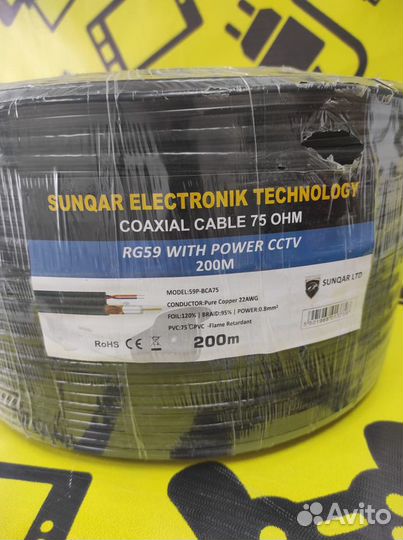 SUNQAR ELECTRONIK TECHNOLOGY
COAXIAL CABLE 75 OHM
RG59 WITH POWER CCTV
200M
SUNQAR LTD
MODEL:59P-BCA75
CONDUCTOR:Pure Copper 22AWG
FOIL:120% | BRAID:95% | POWER:0.8mm²
PVC:75℃PVC -Flame Retardant
RoHS CE
200m
Avito